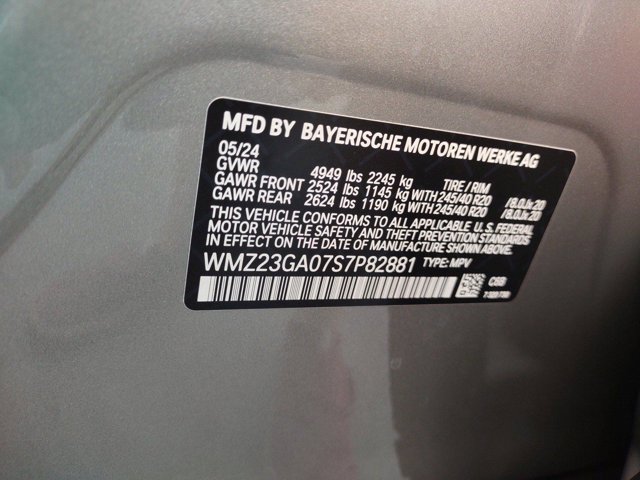 MFD BY BAYERISCHE MOTOREN WERKE AG
05/24
GVWR 4949 lbs 2245 kg TIRE / RIM
GAWR FRONT 2524 lbs 1145 kg WITH 245/40 R20 / 8.0Jx20
GAWR REAR 2624 lbs 1190 kg WITH 245/40 R20 / 8.0Jx20
THIS VEHICLE CONFORMS TO ALL APPLICABLE U. S. FEDERAL
MOTOR VEHICLE SAFETY AND THEFT PREVENTION STANDARDS
IN EFFECT ON THE DATE OF MANUFACTURE SHOWN ABOVE.
WMZ23GA07S7P82881 TYPE: MPV